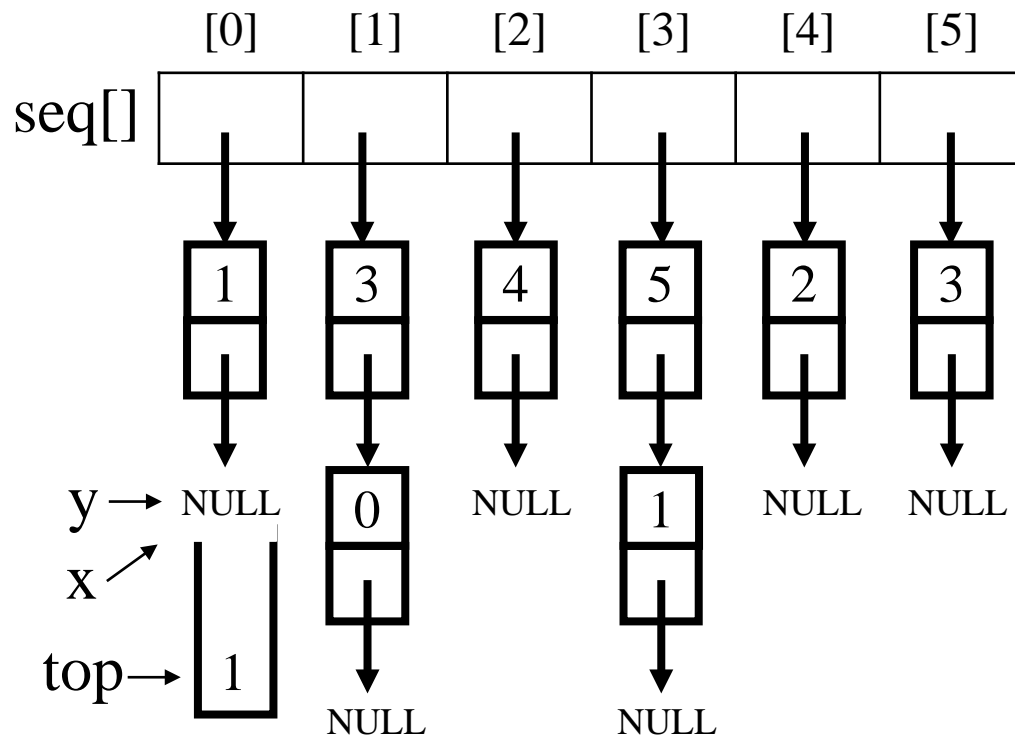 [0] [1] [2] [3] [4] [5]
seq[]
1 3 4 5 2 3
y NULL 0 NULL 1 NULL NULL
x
top 1
NULL NULL